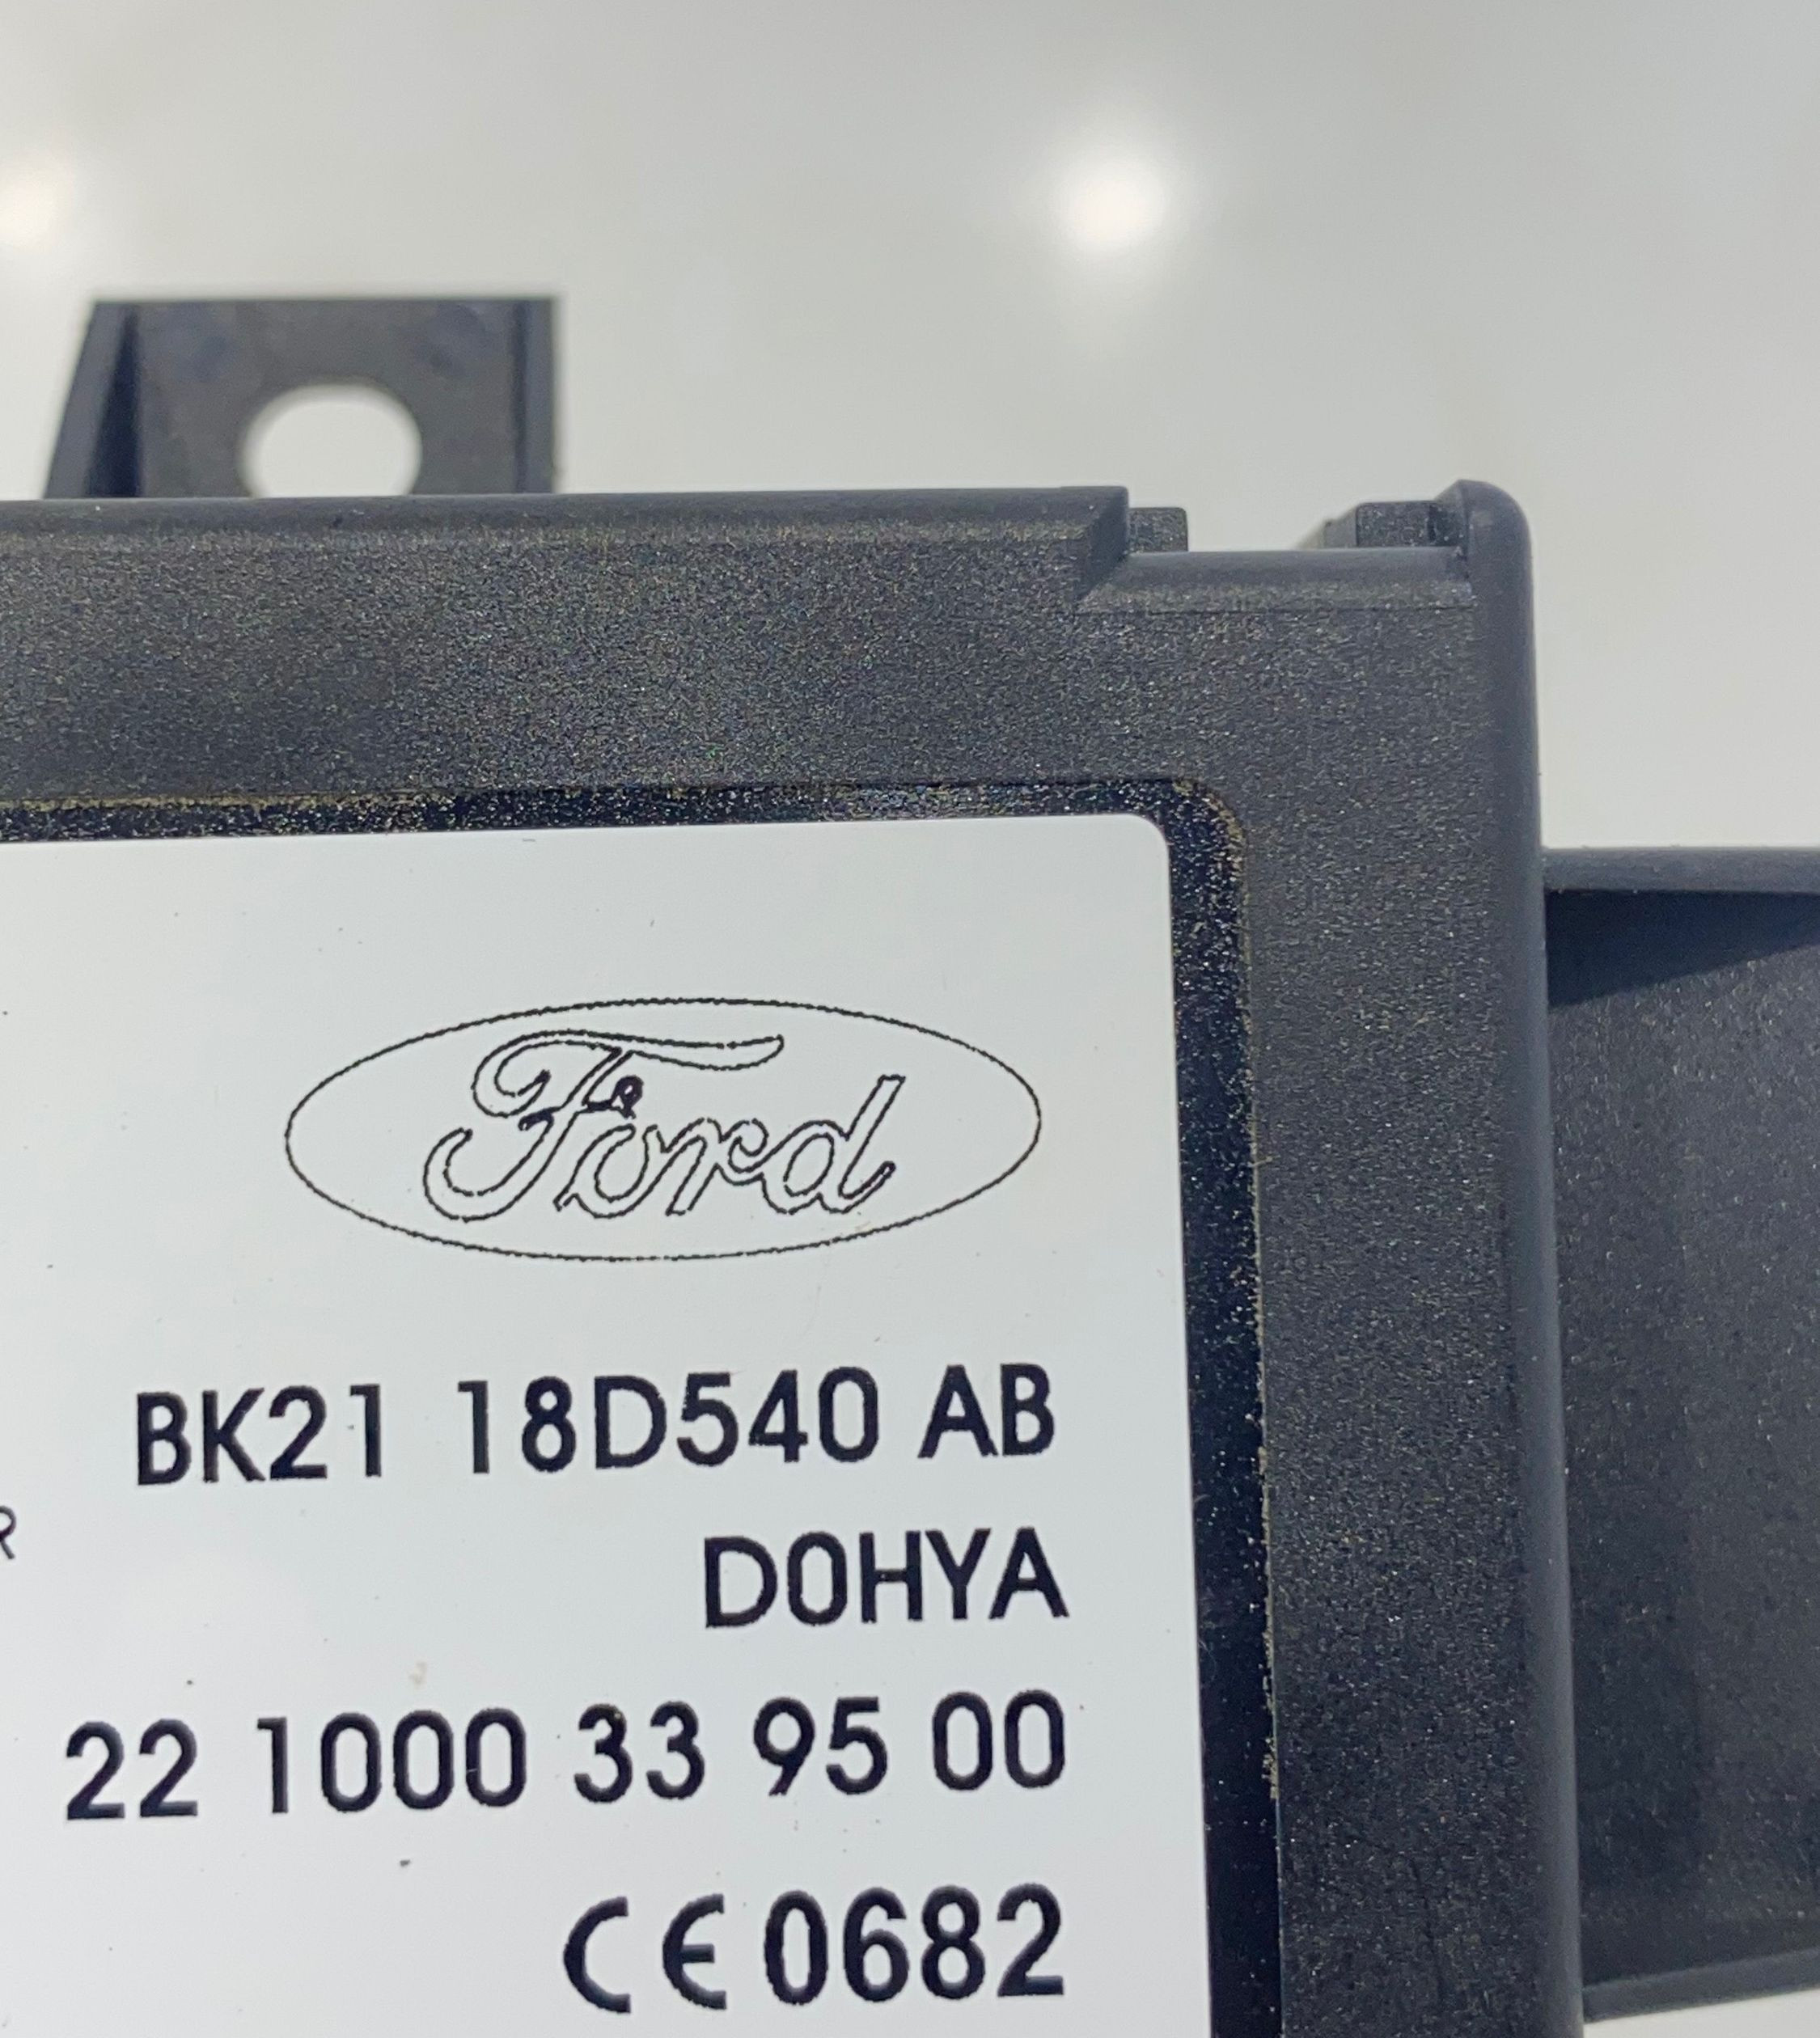 Ford
BK21 18D540 AB
R
D0HYA
22 1000 33 95 00
CE 0682